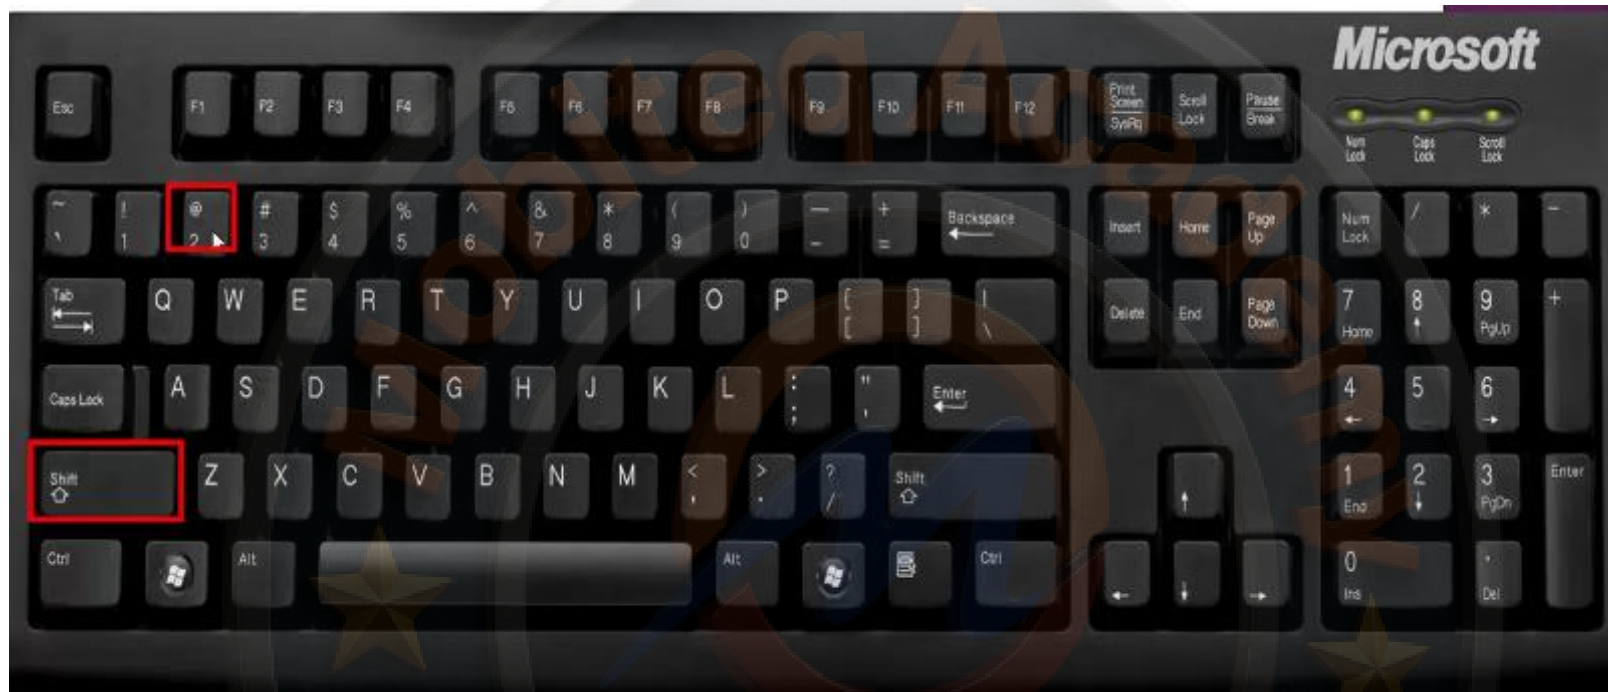 Microsoft
Esc F1 F2 F3 F4 F5 F6 F7 F8 F9 F10 F11 F12 Print Screen SysRq Scroll Lock Pause Break
Num Lock Caps Lock Scroll Lock
~ ` ! 1 @ 2 # 3 $ 4 % 5 ^ 6 & 7 * 8 ( 9 ) 0 — - + = Backspace Insert Home Page Up Num Lock / * -
Tab Q W E R T Y U I O P [ [ ] ] | \ Delete End Page Down 7 Home 8 9 PgUp +
Caps Lock A S D F G H J K L : ; " ' Enter 4 5 6
Shift Z X C V B N M < , > . ? / Shift 1 End 2 3 PgDn Enter
Ctrl Alt Alt Ctrl 0 Ins . Del
Mobiteq Academy